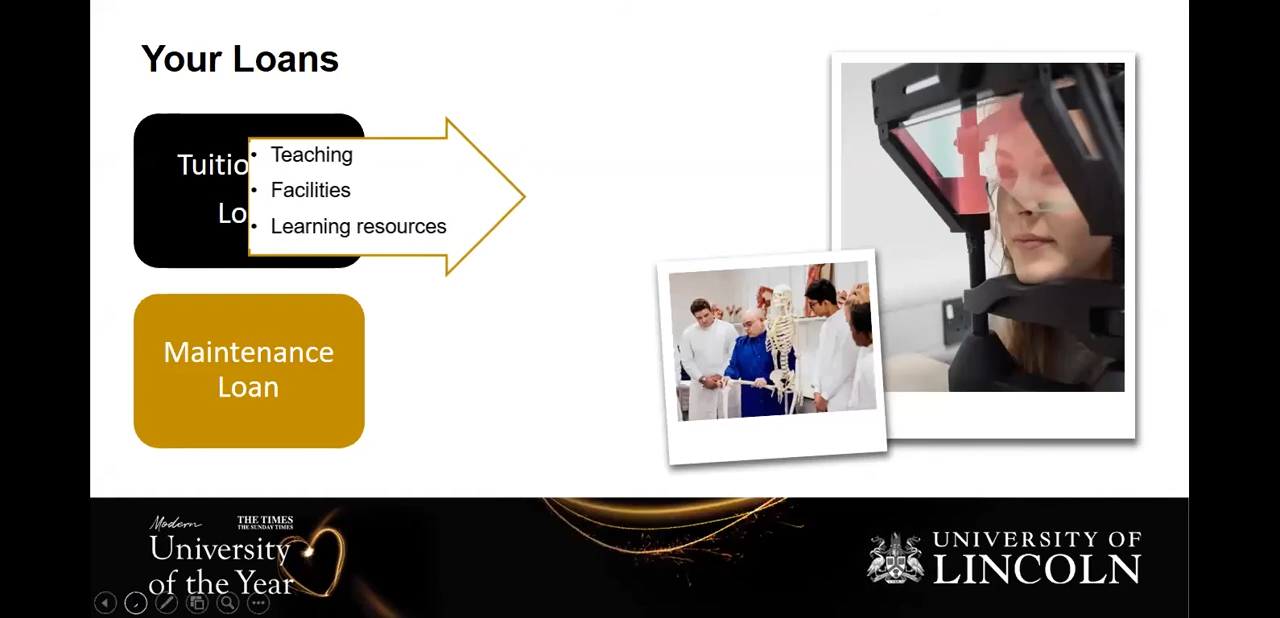 Your Loans
Tuitio
Lo
• Teaching
• Facilities
• Learning resources
Maintenance
Loan
Modern
THE TIMES
THE SUNDAY TIMES
University
of the Year
UNIVERSITY OF
LINCOLN